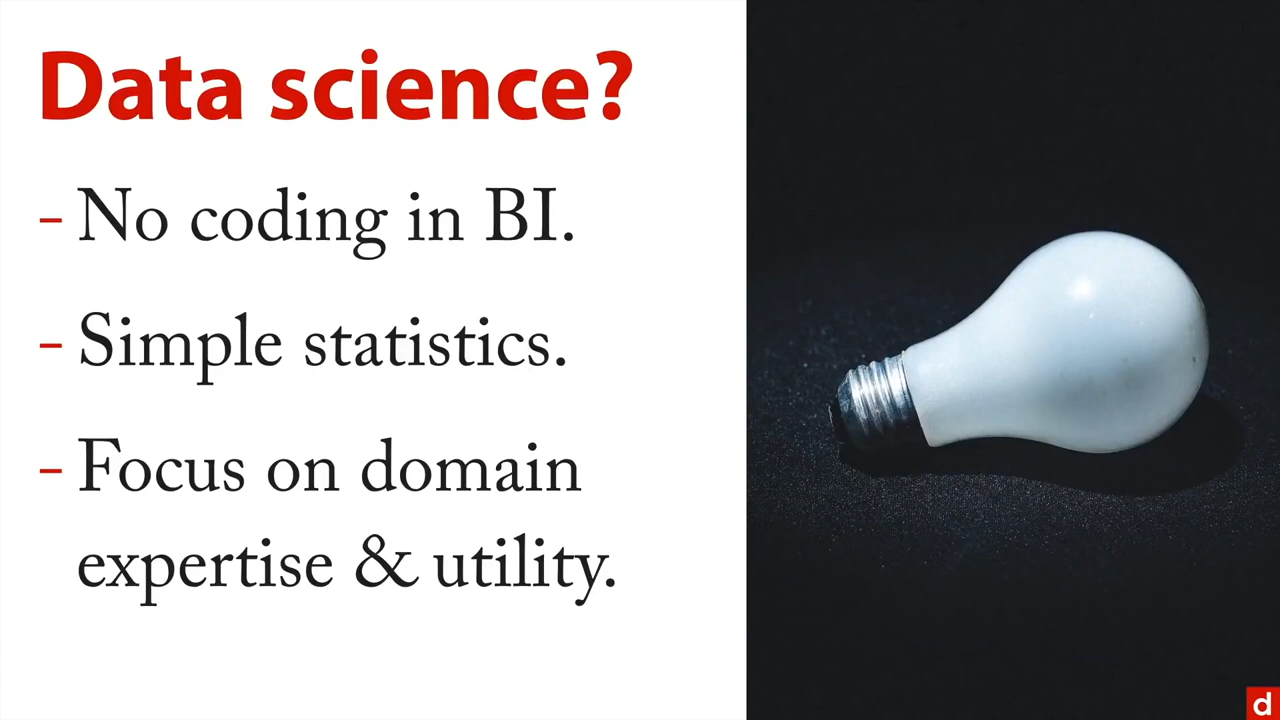 Data science?
- No coding in BI.
- Simple statistics.
- Focus on domain
expertise & utility.
d